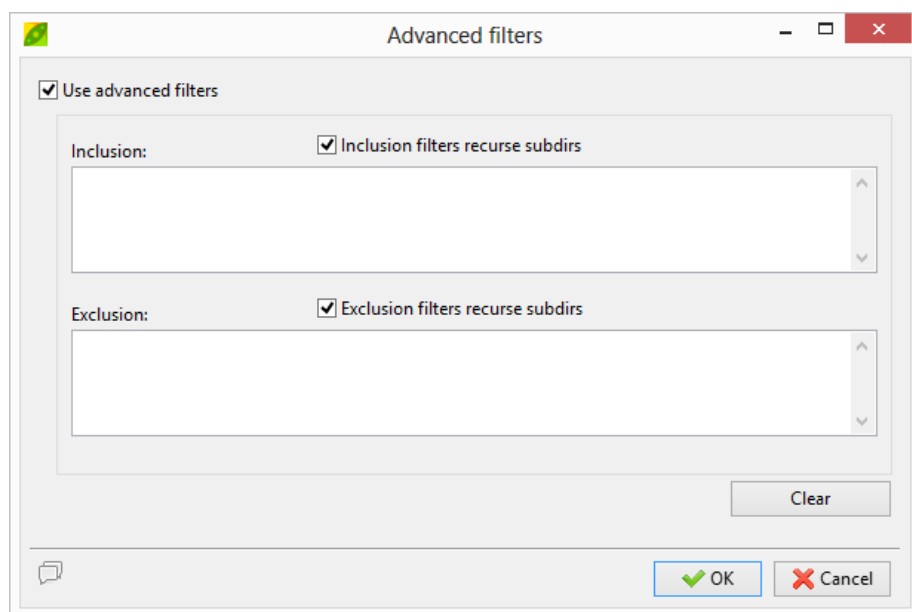 Advanced filters
Use advanced filters
Inclusion:
Inclusion filters recurse subdirs
Exclusion:
Exclusion filters recurse subdirs
Clear
OK
Cancel